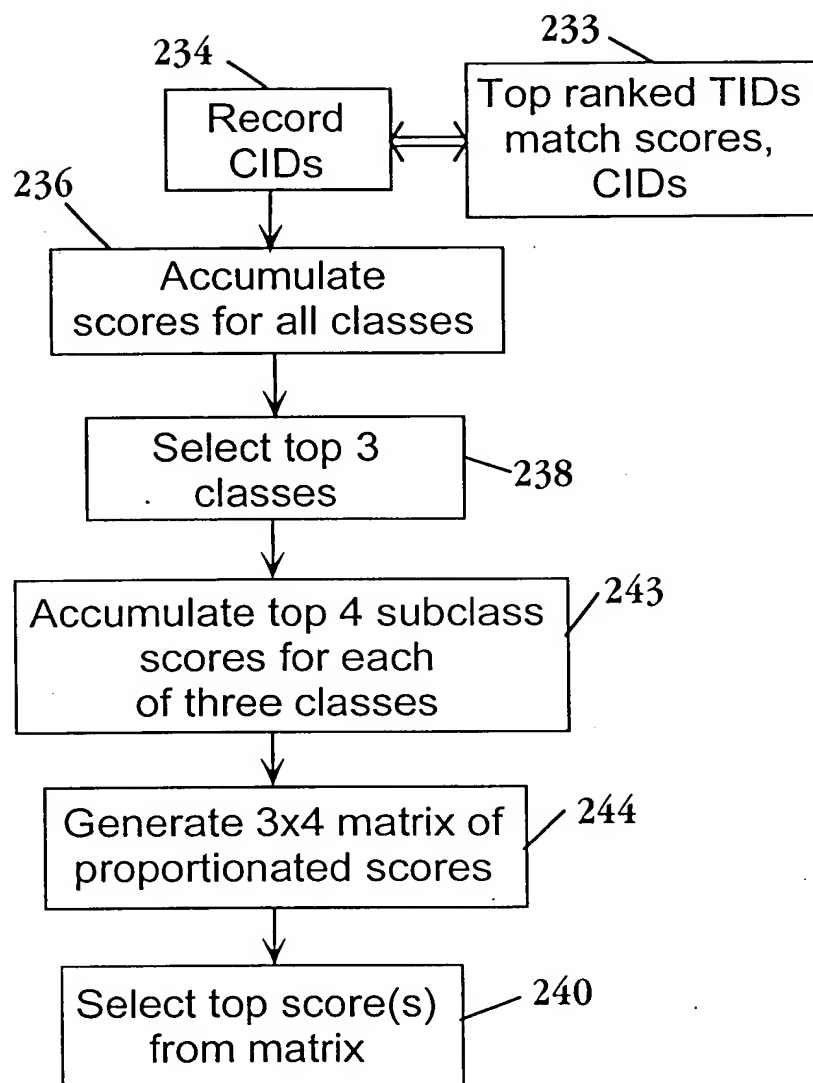 234
233
Record
CIDs
Top ranked TIDs
match scores,
CIDs
236
Accumulate
scores for all classes
Select top 3
classes
238
Accumulate top 4 subclass
scores for each
of three classes
243
Generate 3x4 matrix of
proportionated scores
244
Select top score(s)
from matrix
240